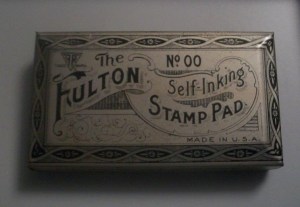 The
FULTON
No 00
Self-Inking
STAMP PAD.
MADE IN U.S.A.